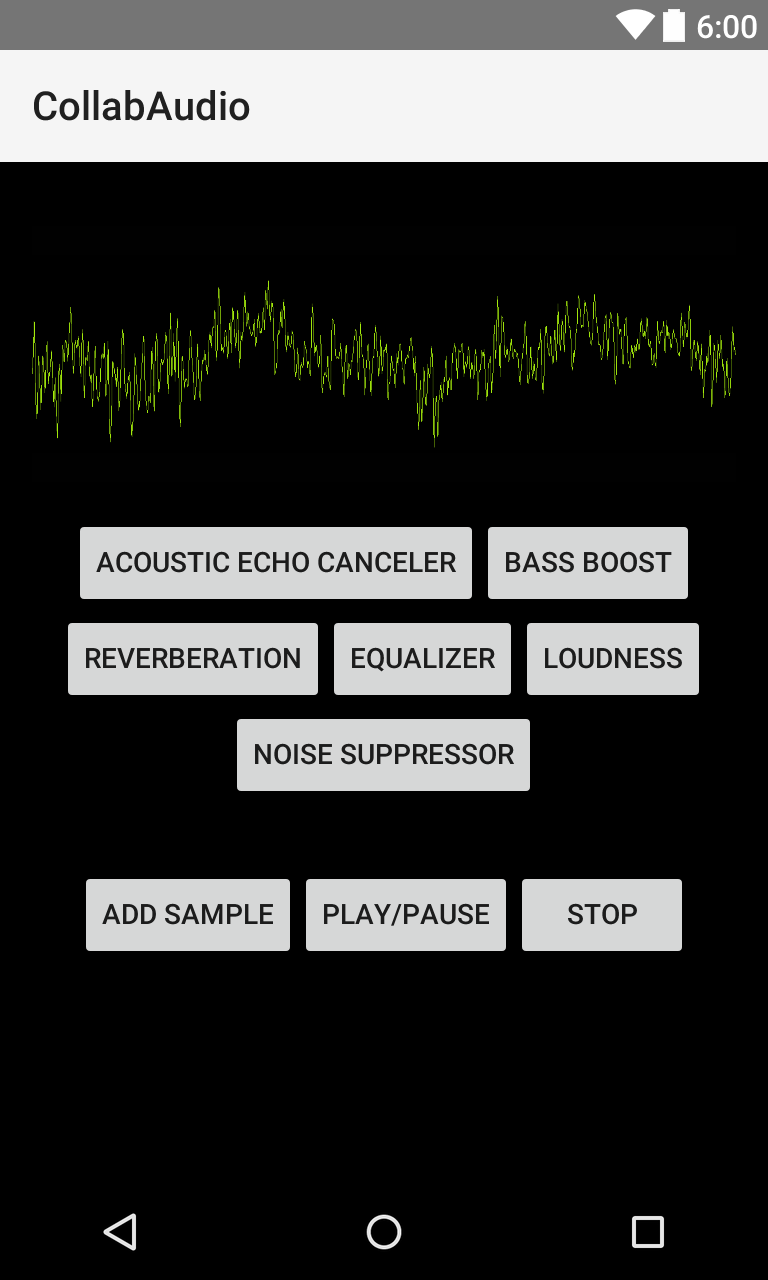 6:00
CollabAudio
ACOUSTIC ECHO CANCELER BASS BOOST
REVERBERATION EQUALIZER LOUDNESS
NOISE SUPPRESSOR
ADD SAMPLE PLAY/PAUSE STOP